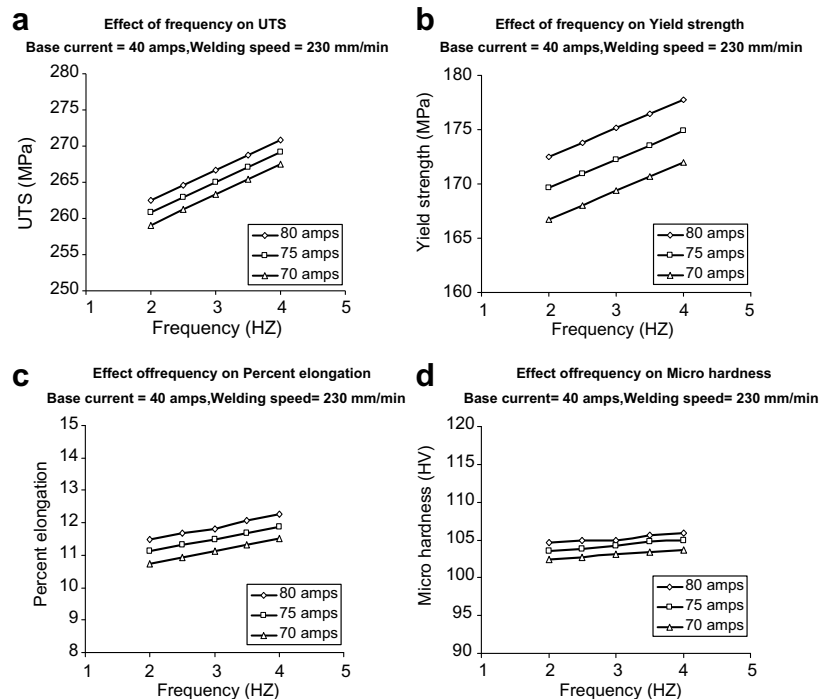 a
Effect of frequency on UTS
Base current = 40 amps,Welding speed = 230 mm/min
280
275
270
265
260
255
250
UTS (MPa)
80 amps
75 amps
70 amps
1 2 3 4 5
Frequency (HZ)
b
Effect of frequency on Yield strength
Base current = 40 amps,Welding speed = 230 mm/min
180
175
170
165
160
Yield strength (MPa)
80 amps
75 amps
70 amps
1 2 3 4 5
Frequency (HZ)
c
Effect offrequency on Percent elongation
Base current = 40 amps,Welding speed= 230 mm/min
15
14
13
12
11
10
9
8
Percent elongation
80 amps
75 amps
70 amps
1 2 3 4 5
Frequency (HZ)
d
Effect offrequency on Micro hardness
Base current= 40 amps,Welding speed= 230 mm/min
120
115
110
105
100
95
90
Micro hardness (HV)
80 amps
75 amps
70 amps
1 2 3 4 5
Frequency (HZ)